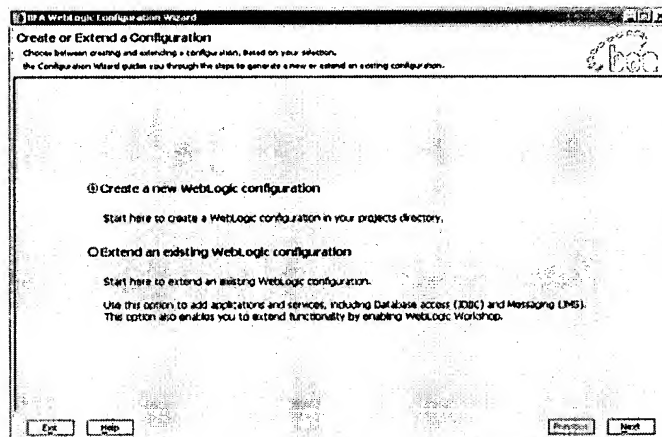 BEA WebLogic Configuration Wizard
Create or Extend a Configuration
Choose between creating and extending a configuration. Based on your selection,
the Configuration Wizard guides you through the steps to generate a new or extend an existing configuration.
bea
Create a new WebLogic configuration
Start here to create a WebLogic configuration in your projects directory.
Extend an existing WebLogic configuration
Start here to extend an existing WebLogic configuration.
Use this option to add applications and services, including Database access (JDBC) and Messaging (JMS).
This option also enables you to extend functionality by enabling WebLogic Workshop.
Exit Help Previous Next